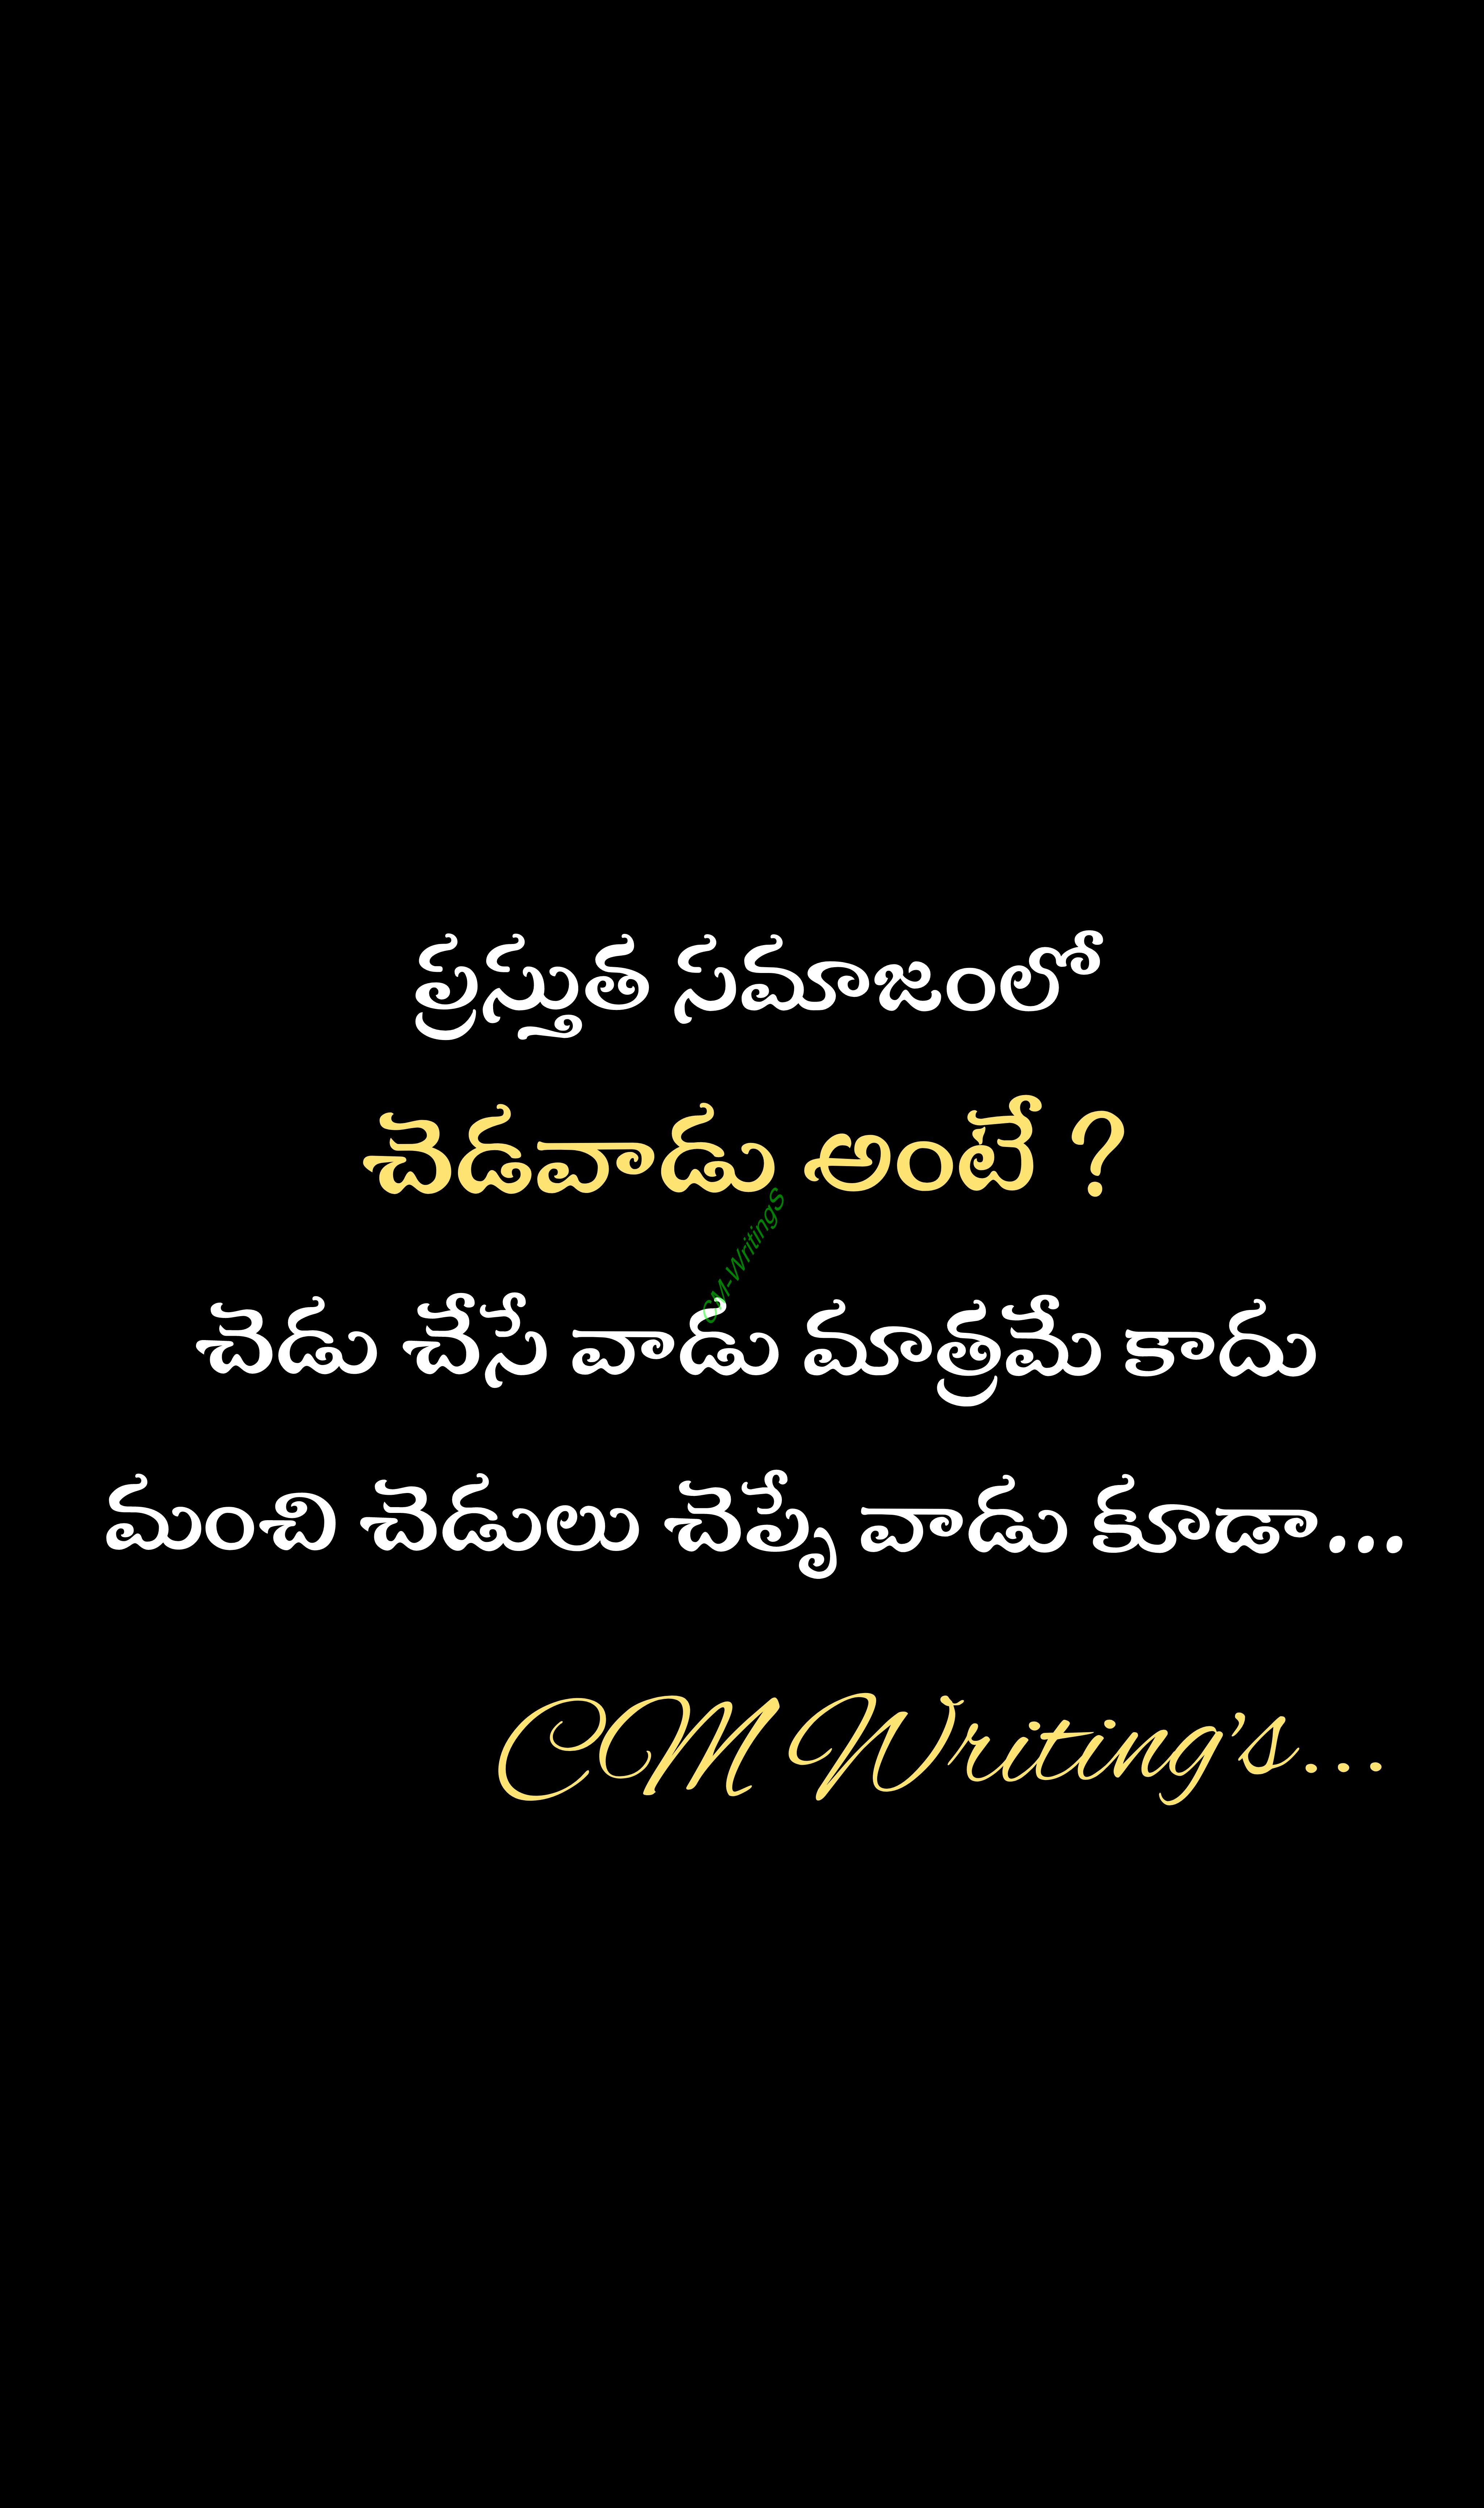 ప్రస్తుత సమాజంలో
చెడవాడు అంటే ?
CM-Writings
చెడు చేసే వాడు మాత్రమే కాడు
మంచి చెడులు చెప్పే వాడు కూడా...
CM Writing's. . .